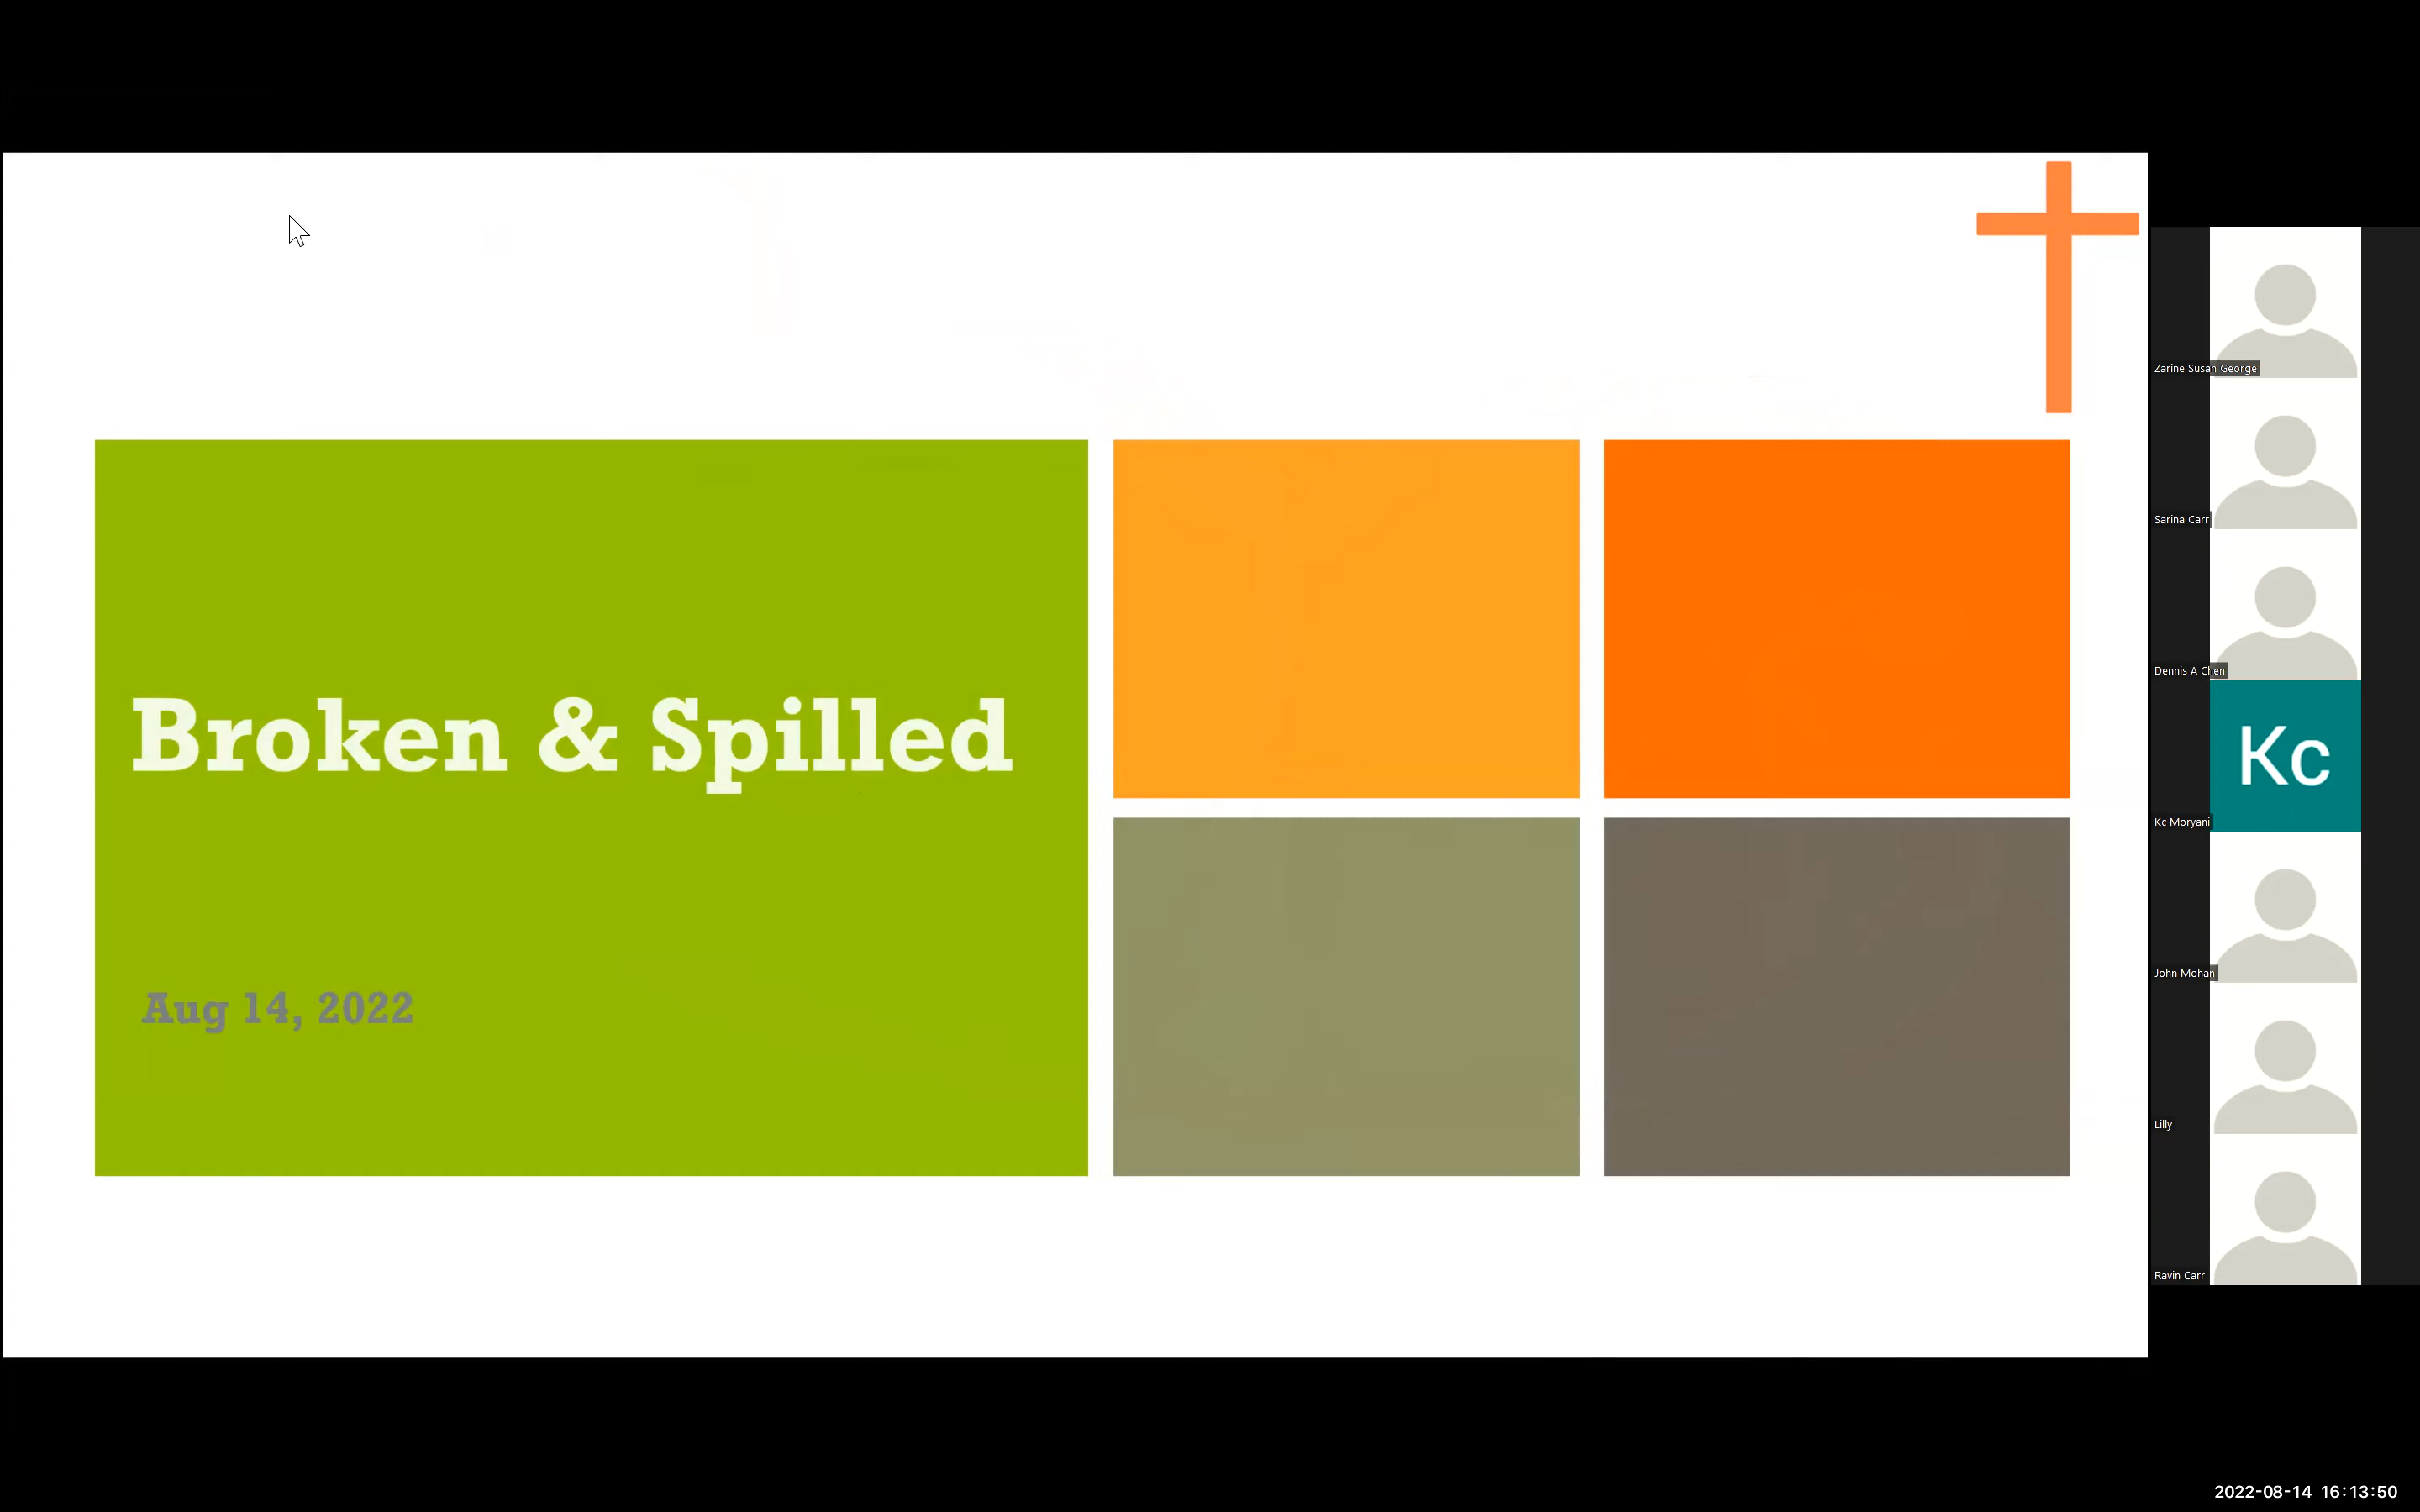 Broken & Spilled
Aug 14, 2022
Zarine Susan George
Sarina Carr
Dennis A Chen
Kc
Kc Moryani
John Mohan
Lilly
Ravin Carr
2022-08-14 16:13:50